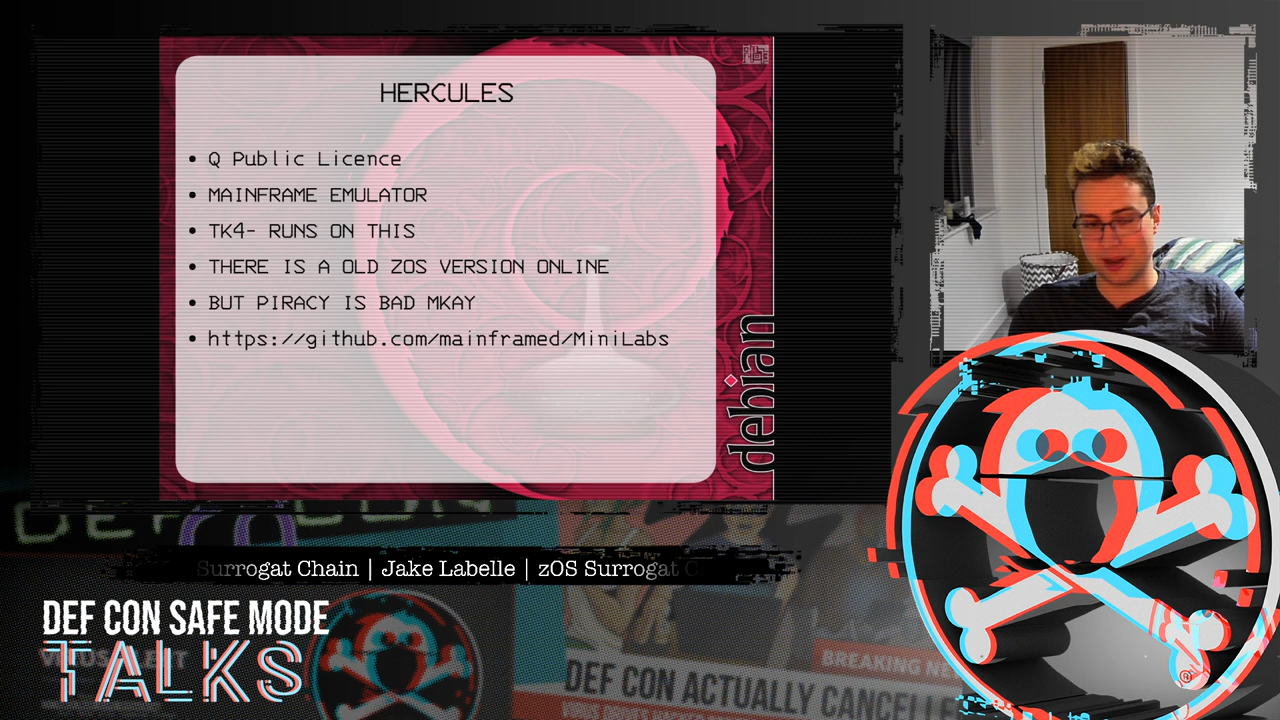 HERCULES
• Q Public Licence
• MAINFRAME EMULATOR
• TK4- RUNS ON THIS
• THERE IS A OLD ZOS VERSION ONLINE
• BUT PIRACY IS BAD MKAY
• https://github.com/mainframed/MiniLabs
debian
DEF CON
Surrogat Chain | Jake Labelle | zOS Surrogat C
DEF CON SAFE MODE
TALKS
BREAKING NE
DEF CON ACTUALLY CANCELLE
®